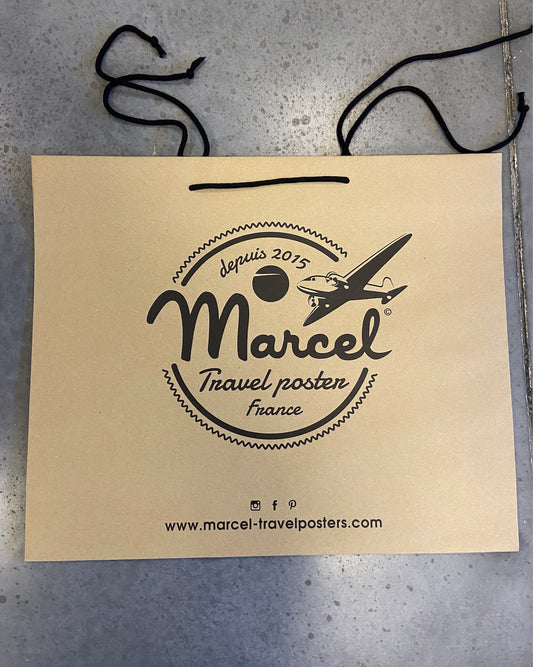 depuis 2015
Marcel©
Travel poster
France
www.marcel-travelposters.com